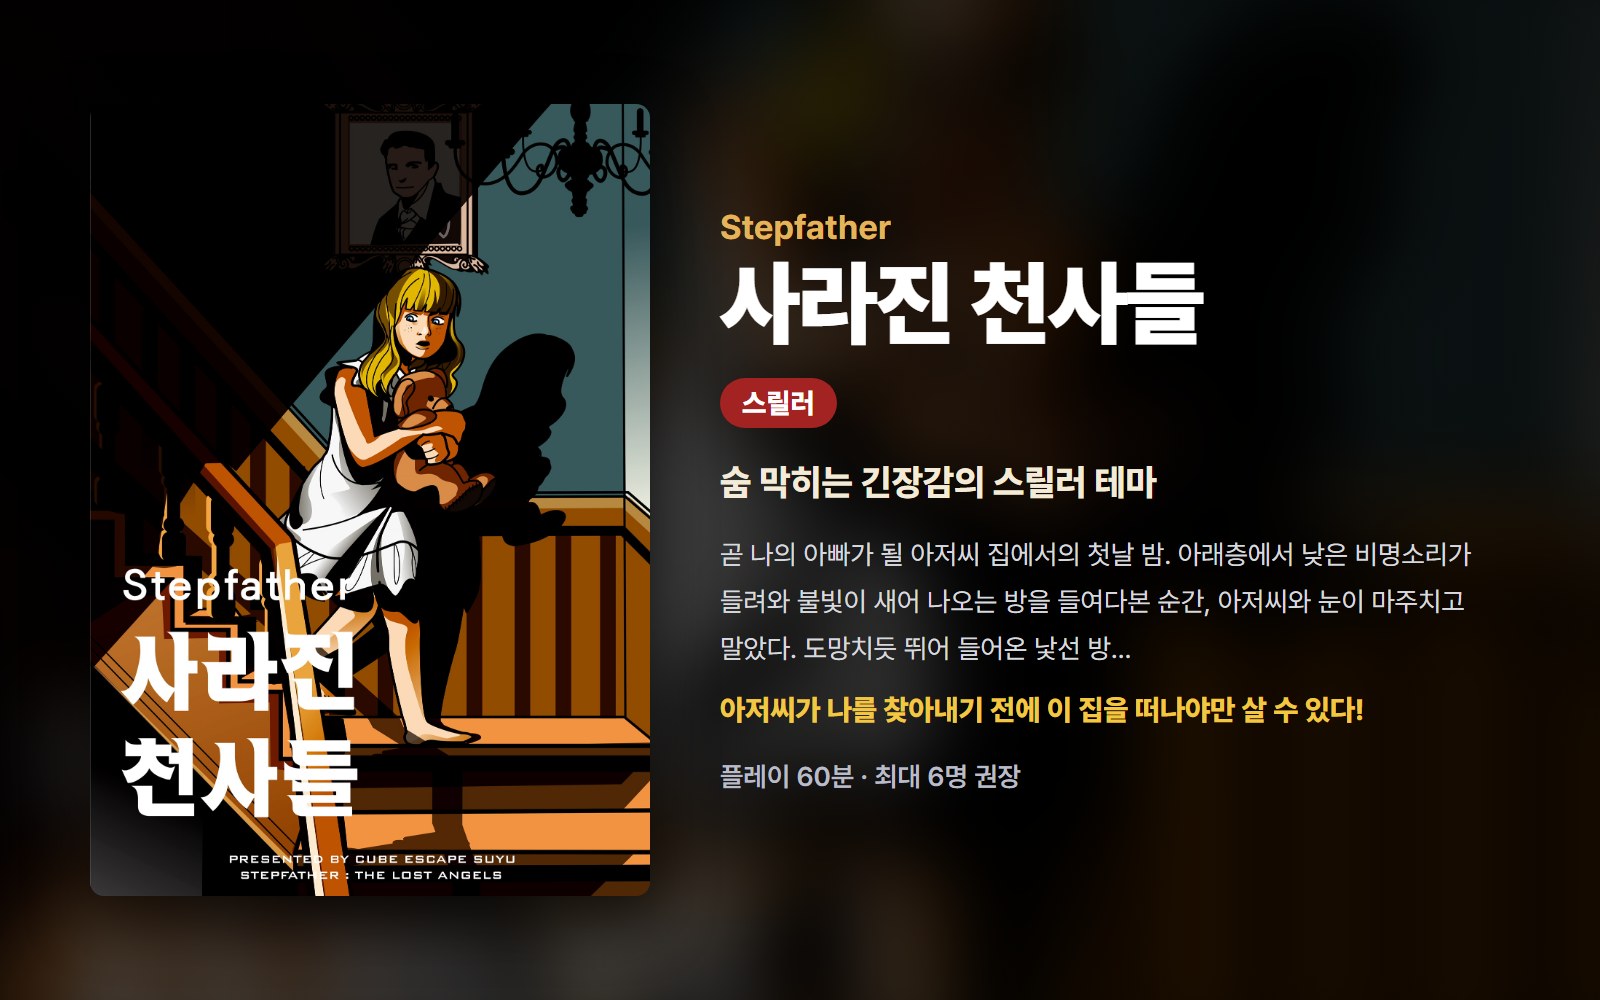 Stepfather
사라진
천사들
PRESENTED BY CUBE ESCAPE SUYU
STEPFATHER : THE LOST ANGELS
Stepfather
사라진 천사들
스릴러
숨 막히는 긴장감의 스릴러 테마
곧 나의 아빠가 될 아저씨 집에서의 첫날 밤. 아래층에서 낮은 비명소리가
들려와 불빛이 새어 나오는 방을 들여다본 순간, 아저씨와 눈이 마주치고
말았다. 도망치듯 뛰어 들어온 낯선 방...
아저씨가 나를 찾아내기 전에 이 집을 떠나야만 살 수 있다!
플레이 60분 · 최대 6명 권장